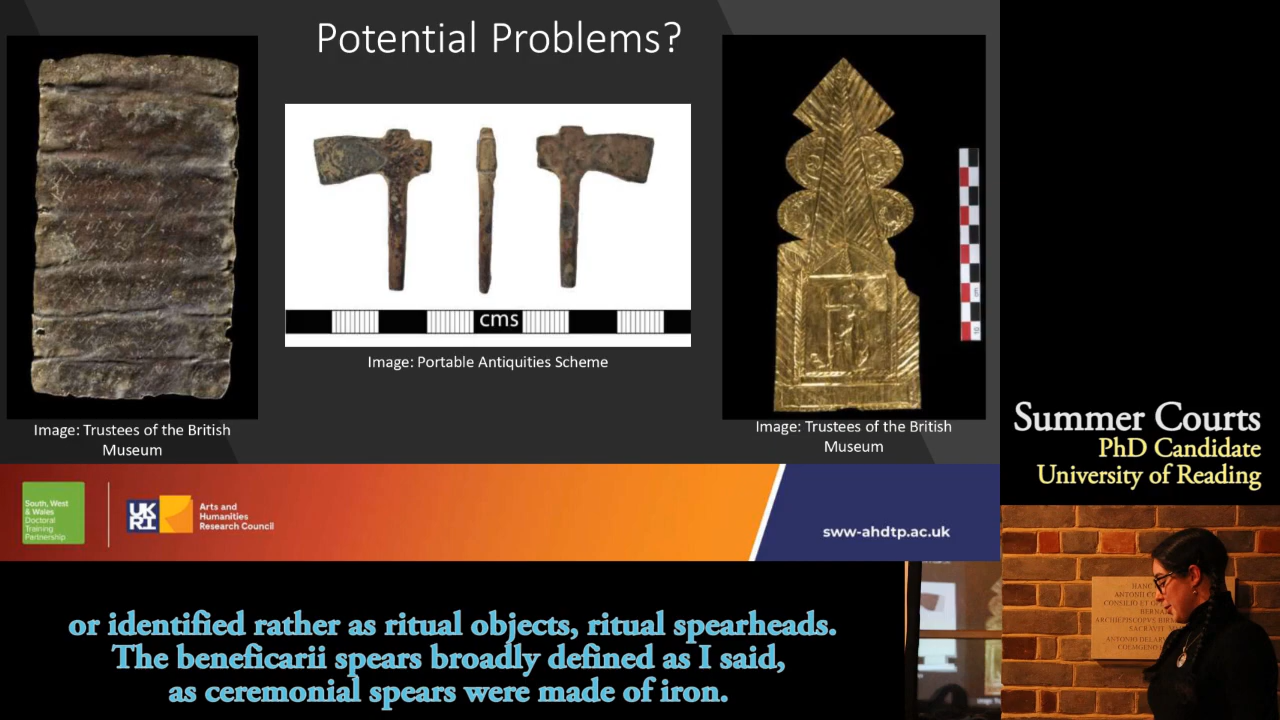 Potential Problems?
cms
Image: Portable Antiquities Scheme
Image: Trustees of the British
Museum
Image: Trustees of the British
Museum
South, West
& Wales
Doctoral
Training
Partnership
UK
RI
Arts and
Humanities
Research Council
sww-ahdtp.ac.uk
Summer Courts
PhD Candidate
University of Reading
or identified rather as ritual objects, ritual spearheads.
The beneficarii spears broadly defined as I said,
as ceremonial spears were made of iron.